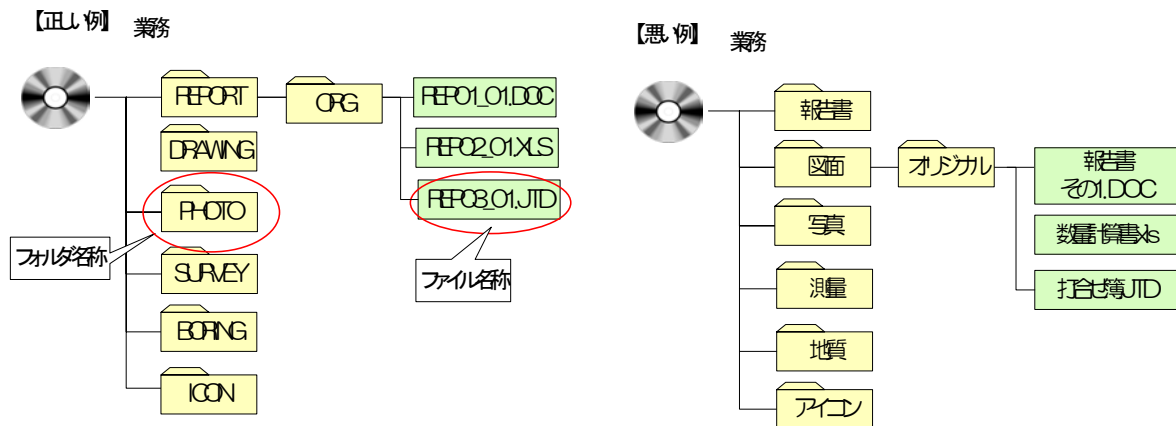 【正しい例】 業務
REPORT
ORG
REP01_01.DOC
DRAWING
REP02_01.XLS
PHOTO
REP03_01.JTD
フォルダ名称
SURVEY
ファイル名称
BORING
ICON
【悪い例】 業務
報告書
図面
オリジナル
報告書
その1.DOC
写真
数量計算書.xls
測量
打合せ簿.JTD
地質
アイコン